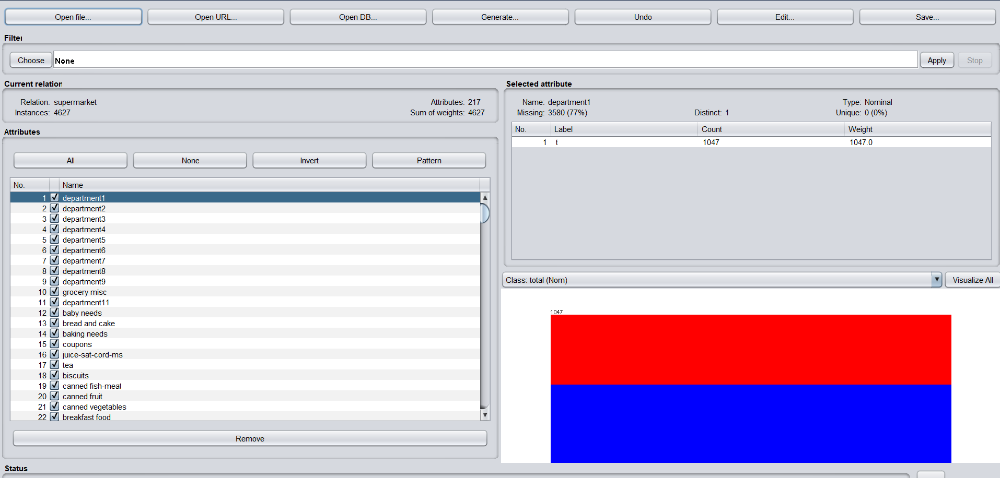 Open file... Open URL... Open DB... Generate... Undo Edit... Save...
Filter
Choose None Apply Stop
Current relation
Relation: supermarket Attributes: 217
Instances: 4627 Sum of weights: 4627
Attributes
All None Invert Pattern
No. Name
1 department1
2 department2
3 department3
4 department4
5 department5
6 department6
7 department7
8 department8
9 department9
10 grocery misc
11 department11
12 baby needs
13 bread and cake
14 baking needs
15 coupons
16 juice-sat-cord-ms
17 tea
18 biscuits
19 canned fish-meat
20 canned fruit
21 canned vegetables
22 breakfast food
Remove
Selected attribute
Name: department1 Type: Nominal
Missing: 3580 (77%) Distinct: 1 Unique: 0 (0%)
No. Label Count Weight
1 t 1047 1047.0
Class: total (Nom) Visualize All
1047
Status